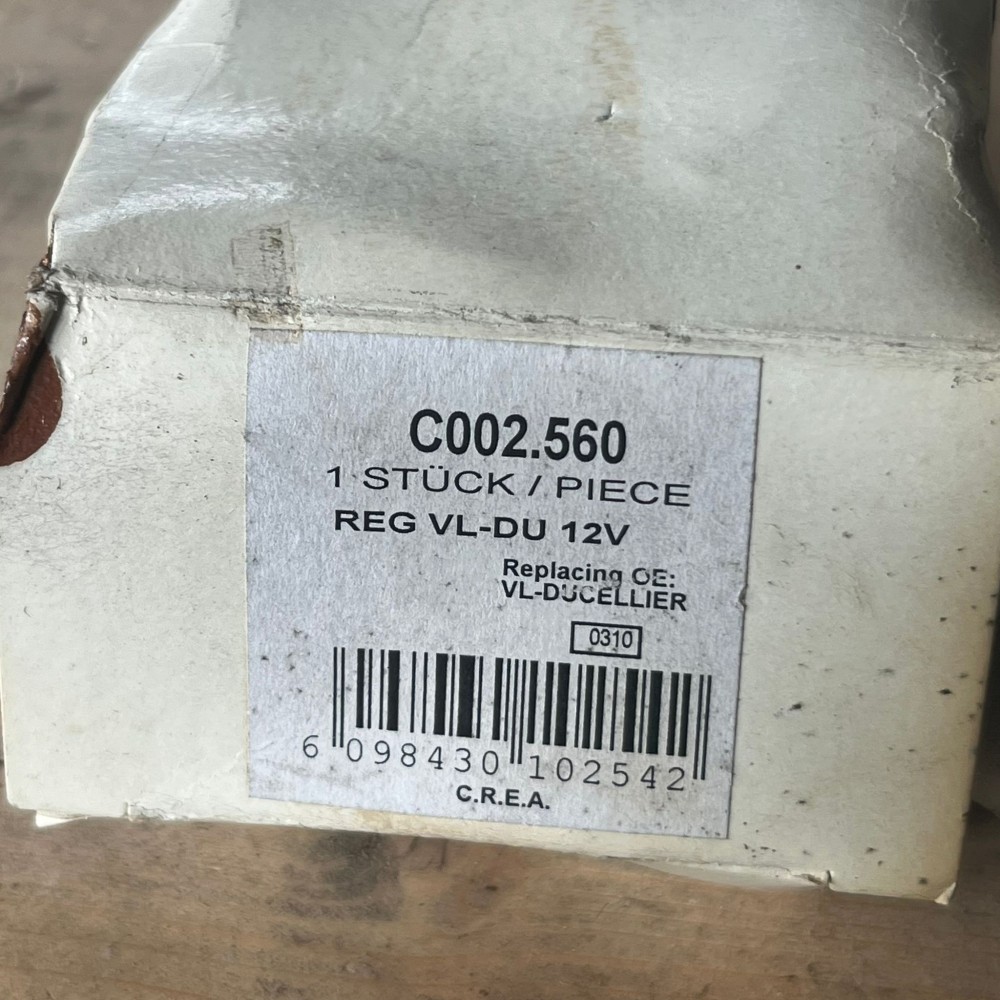 C002.560
1 STÜCK / PIECE
REG VL-DU 12V
Replacing OE:
VL-DUCELLIER
0310
6 098430 102542
C.R.E.A.